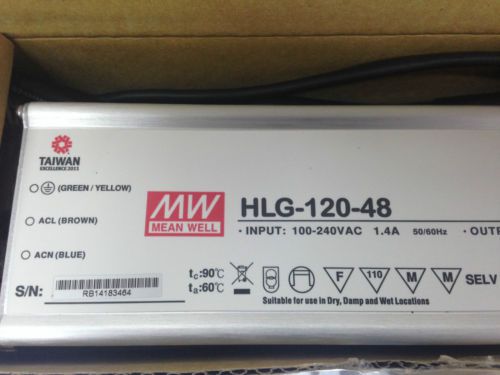 TAIWAN
EXCELLENCE 2011
(GREEN / YELLOW)
ACL (BROWN)
ACN (BLUE)
S/N:
RB14183464
MW
MEAN WELL
HLG-120-48
· INPUT: 100-240VAC 1.4A 50/60Hz
· OUTP
tc:90°C
ta:60°C
F
110
M
M
SELV
Suitable for use in Dry, Damp and Wet Locations